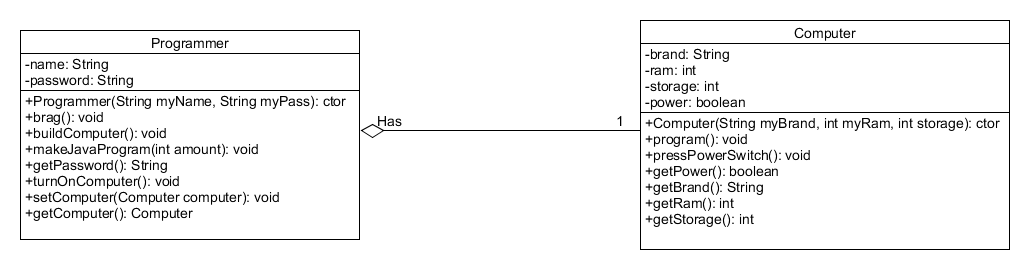 Programmer
-name: String
-password: String
+Programmer(String myName, String myPass): ctor
+brag(): void
+buildComputer(): void
+makeJavaProgram(int amount): void
+getPassword(): String
+turnOnComputer(): void
+setComputer(Computer computer): void
+getComputer(): Computer
Has
1
Computer
-brand: String
-ram: int
-storage: int
-power: boolean
+Computer(String myBrand, int myRam, int storage): ctor
+program(): void
+pressPowerSwitch(): void
+getPower(): boolean
+getBrand(): String
+getRam(): int
+getStorage(): int